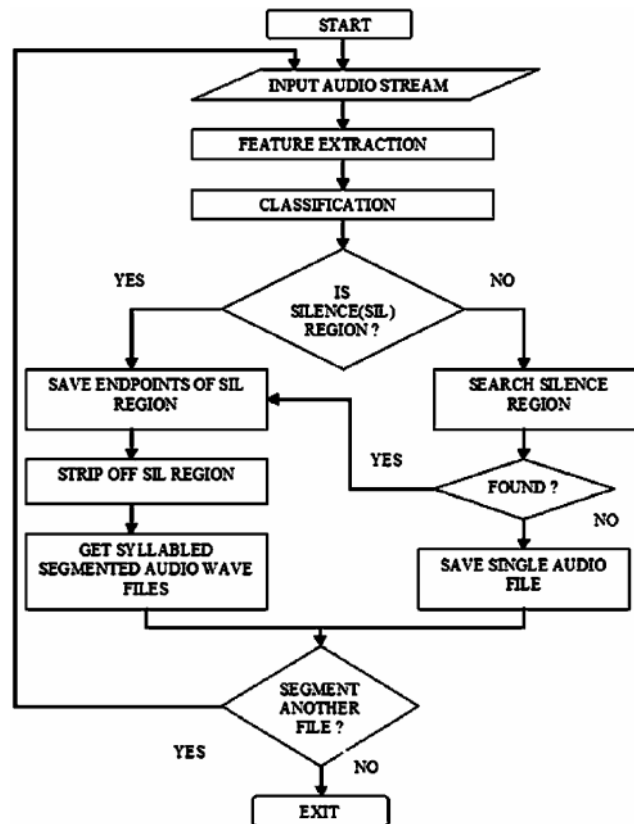 START
INPUT AUDIO STREAM
FEATURE EXTRACTION
CLASSIFICATION
YES
NO
IS
SILENCE(SIL)
REGION ?
SAVE ENDPOINTS OF SIL
REGION
SEARCH SILENCE
REGION
YES
STRIP OFF SIL REGION
FOUND ?
NO
GET SYLLABLED
SEGMENTED AUDIO WAVE
FILES
SAVE SINGLE AUDIO
FILE
SEGMENT
ANOTHER
FILE ?
YES
NO
EXIT